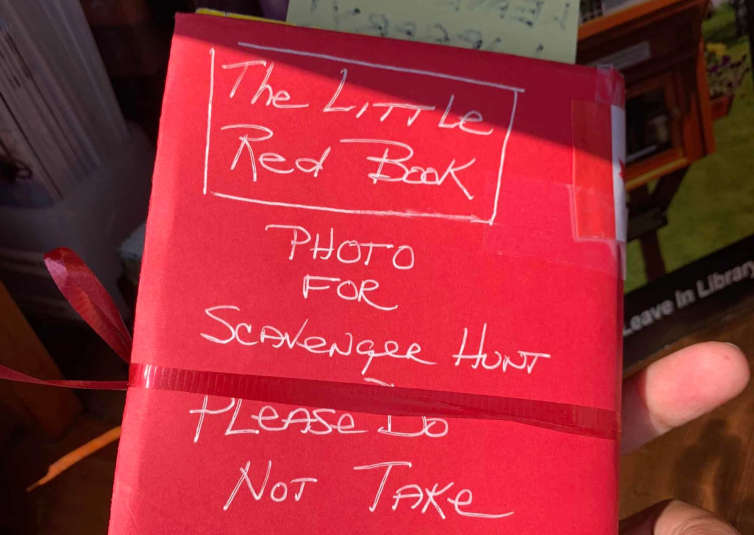 The Little
Red Book
PHOTO
FOR
SCAVENGER HUNT
PLEASE DO
NOT TAKE
Leave In Library